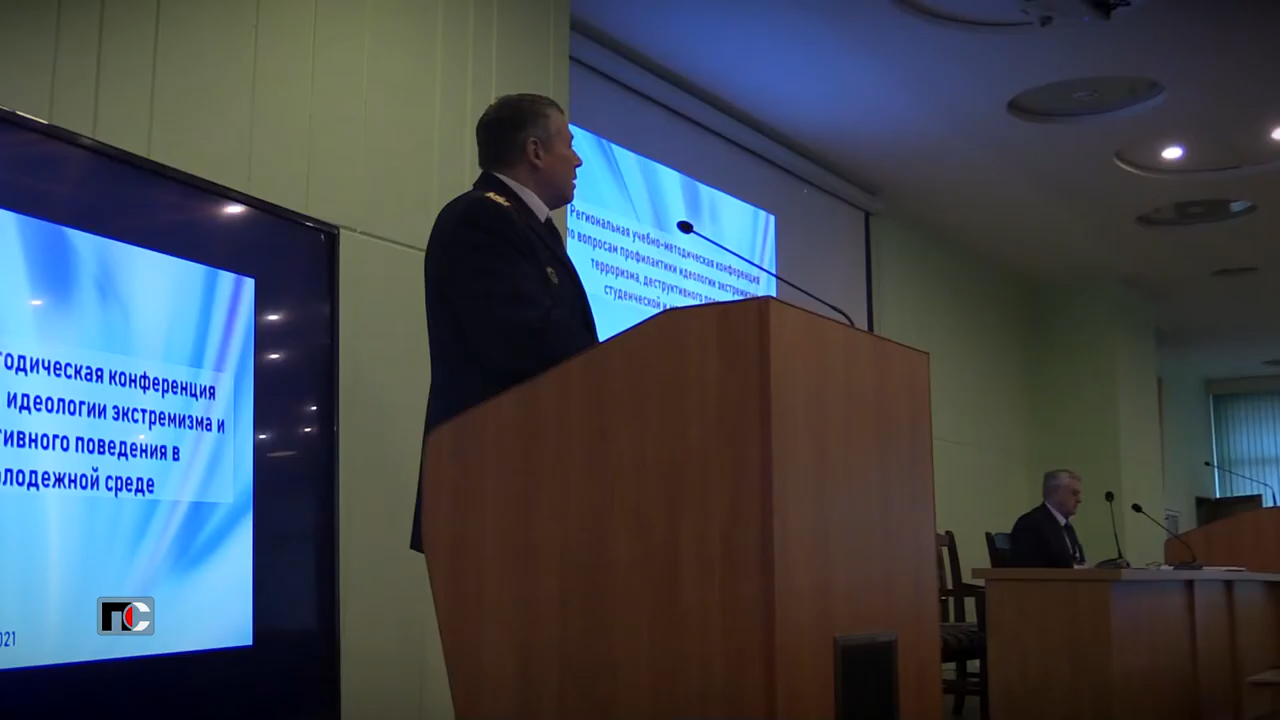 тодическая конференция
идеологии экстремизма и
тивного поведения в
олодежной среде
021
ПС
Региональная учебно-методическая конференция
по вопросам профилактики идеологии экстремизма
терроризма, деструктивного
студенческой и